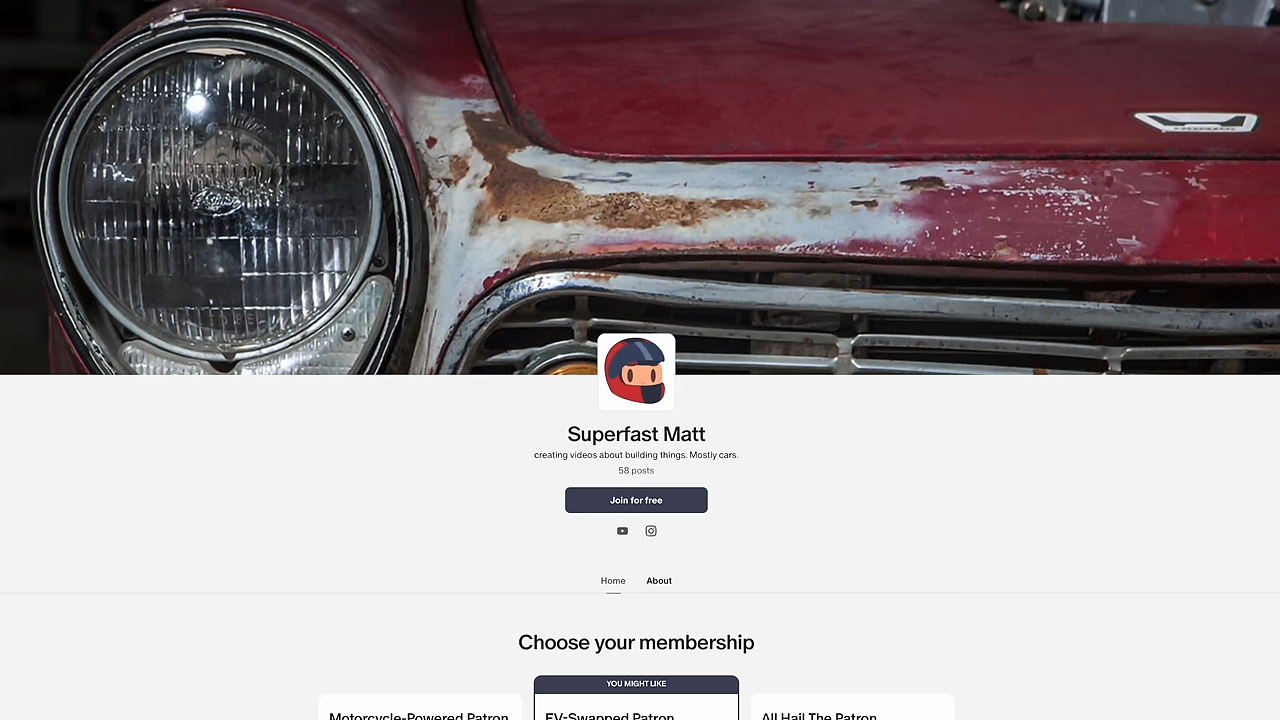 Superfast Matt
creating videos about building things. Mostly cars.
58 posts
Join for free
Home
About
Choose your membership
YOU MIGHT LIKE
Motorcycle-Powered Patron
EV-Swapped Patron
All Hail The Patron